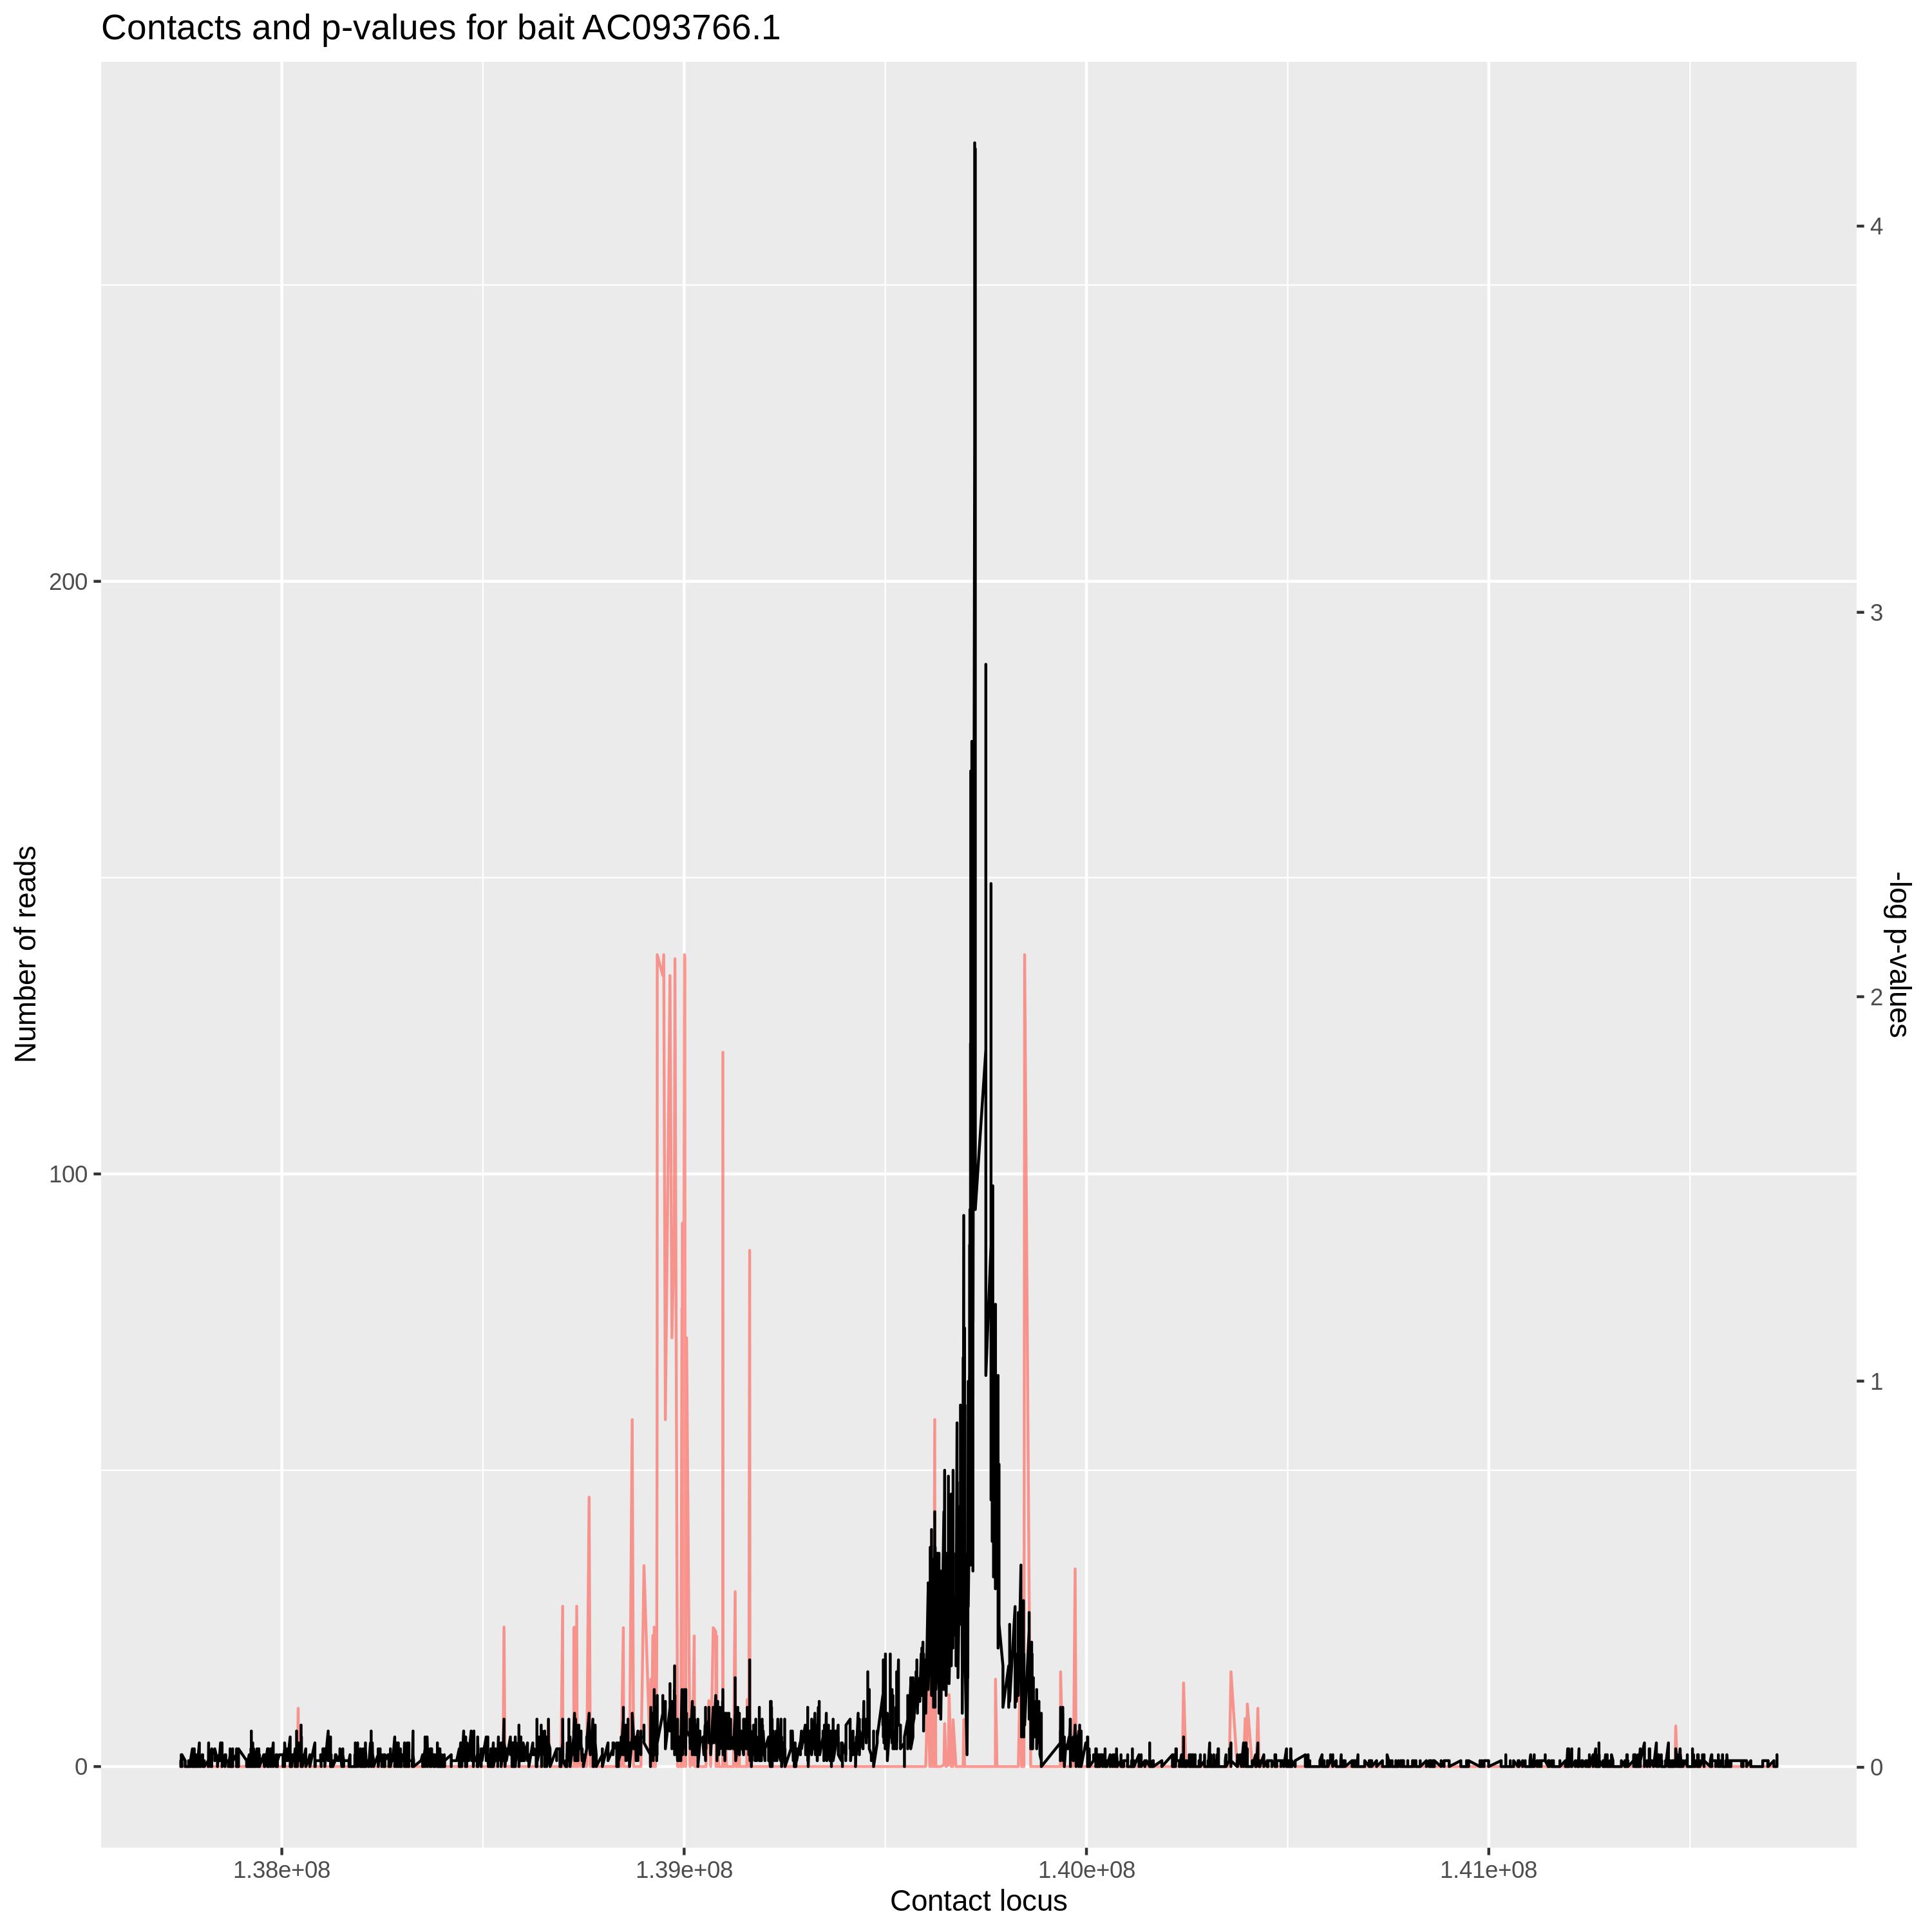 Contacts and p-values for bait AC093766.1
Number of reads
200
100
0
4
3
2
1
0
-log p-values
1.38e+08
1.39e+08
1.40e+08
1.41e+08
Contact locus